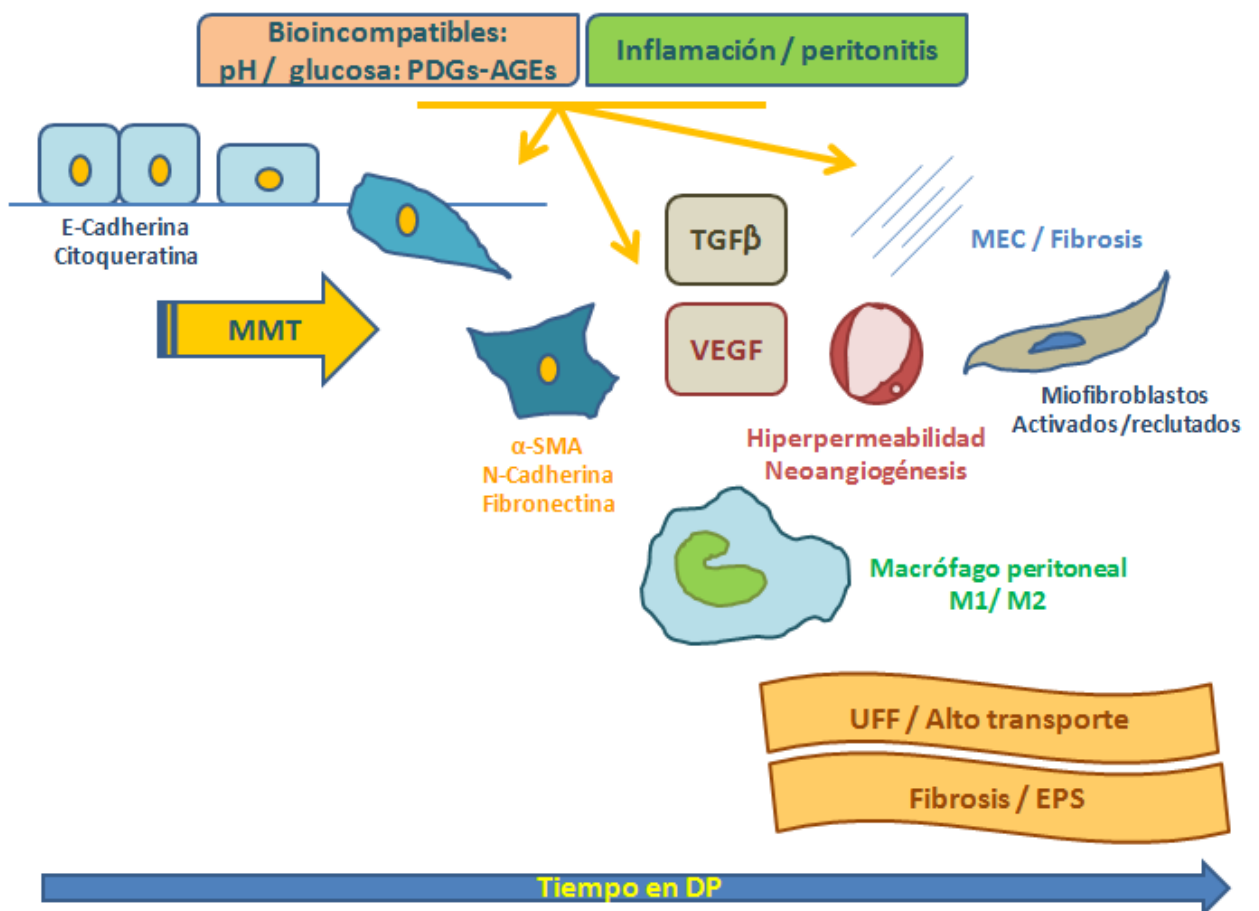 Bioincompatibles:
pH / glucosa: PDGs-AGEs
Inflamación / peritonitis
E-Cadherina
Citoqueratina
TGFβ
MEC / Fibrosis
MMT
VEGF
Miofibroblastos
Activados/reclutados
Hiperpermeabilidad
Neoangiogénesis
α-SMA
N-Cadherina
Fibronectina
Macrófago peritoneal
M1/ M2
UFF / Alto transporte
Fibrosis / EPS
Tiempo en DP